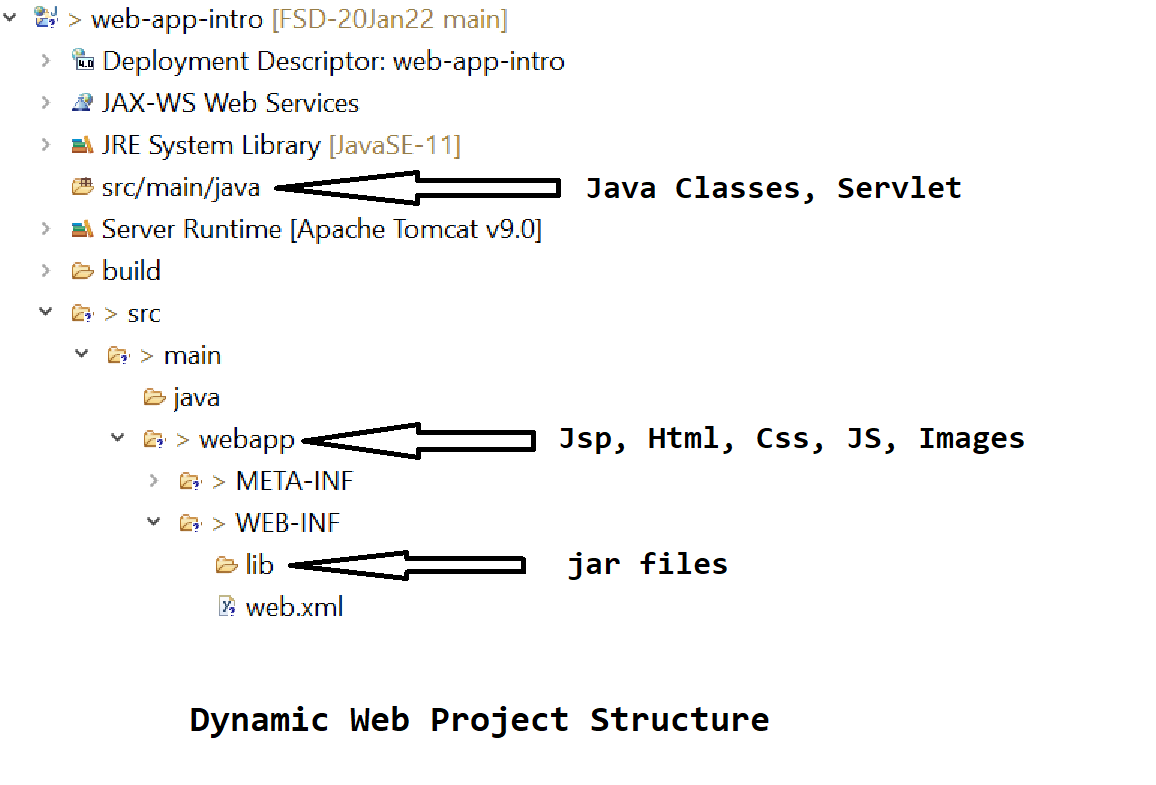 > web-app-intro [FSD-20Jan22 main]
Deployment Descriptor: web-app-intro
JAX-WS Web Services
JRE System Library [JavaSE-11]
src/main/java Java Classes, Servlet
Server Runtime [Apache Tomcat v9.0]
build
> src
> main
java
> webapp Jsp, Html, Css, JS, Images
> META-INF
> WEB-INF
lib jar files
web.xml
Dynamic Web Project Structure